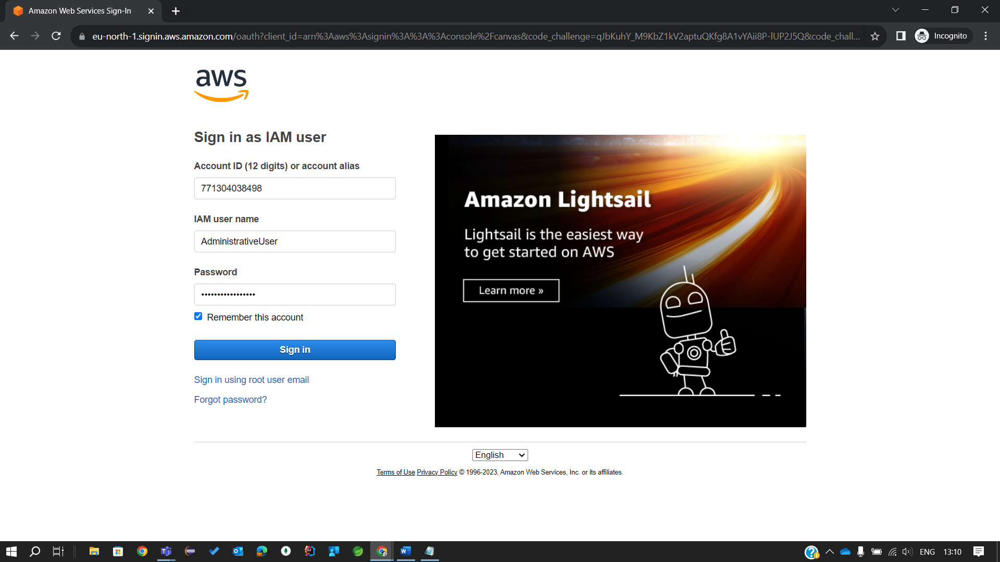 Amazon Web Services Sign-In
eu-north-1.signin.aws.amazon.com/oauth?client_id=arn%3Aaws%3Asignin%3A%3A%3Aconsole%2Fcanvas&code_challenge=qJbKuhY_M9KbZ1kV2aptuQKfg8A1vYAii8P-lUP2J5Q&code_chall...
Incognito
aws
Sign in as IAM user
Account ID (12 digits) or account alias
771304038498
IAM user name
AdministrativeUser
Password
•••••••••••••••••
Remember this account
Sign in
Sign in using root user email
Forgot password?
Amazon Lightsail
Lightsail is the easiest way
to get started on AWS
Learn more »
English
Terms of Use Privacy Policy © 1996-2023, Amazon Web Services, Inc. or its affiliates.
ENG
13:10